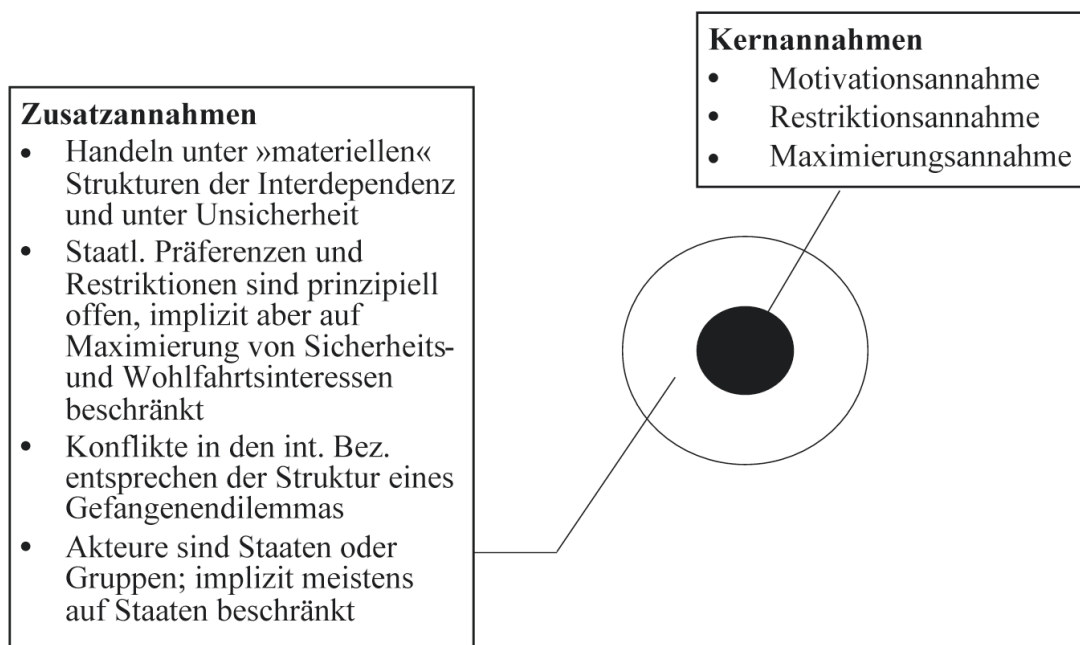 Kernannahmen
• Motivationsannahme
• Restriktionsannahme
• Maximierungsannahme
Zusatzannahmen
• Handeln unter »materiellen«
Strukturen der Interdependenz
und unter Unsicherheit
• Staatl. Präferenzen und
Restriktionen sind prinzipiell
offen, implizit aber auf
Maximierung von Sicherheits-
und Wohlfahrtsinteressen
beschränkt
• Konflikte in den int. Bez.
entsprechen der Struktur eines
Gefangenendilemmas
• Akteure sind Staaten oder
Gruppen; implizit meistens
auf Staaten beschränkt